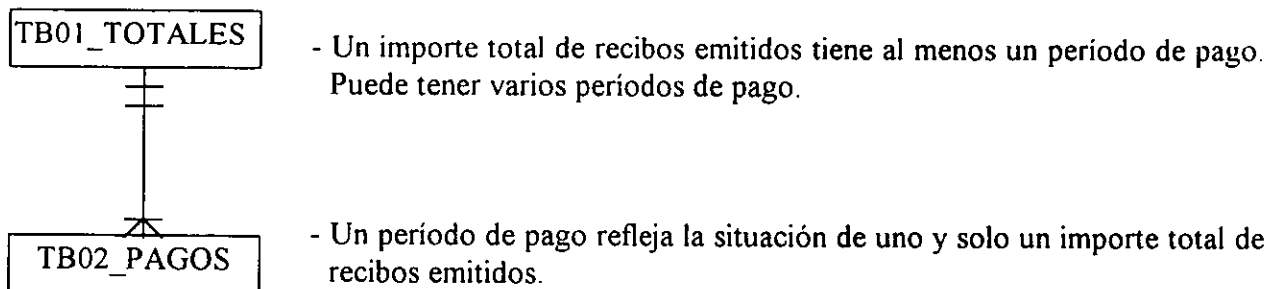 TB01_TOTALES
- Un importe total de recibos emitidos tiene al menos un período de pago.
Puede tener varios períodos de pago.
TB02_PAGOS
- Un período de pago refleja la situación de uno y solo un importe total de
recibos emitidos.